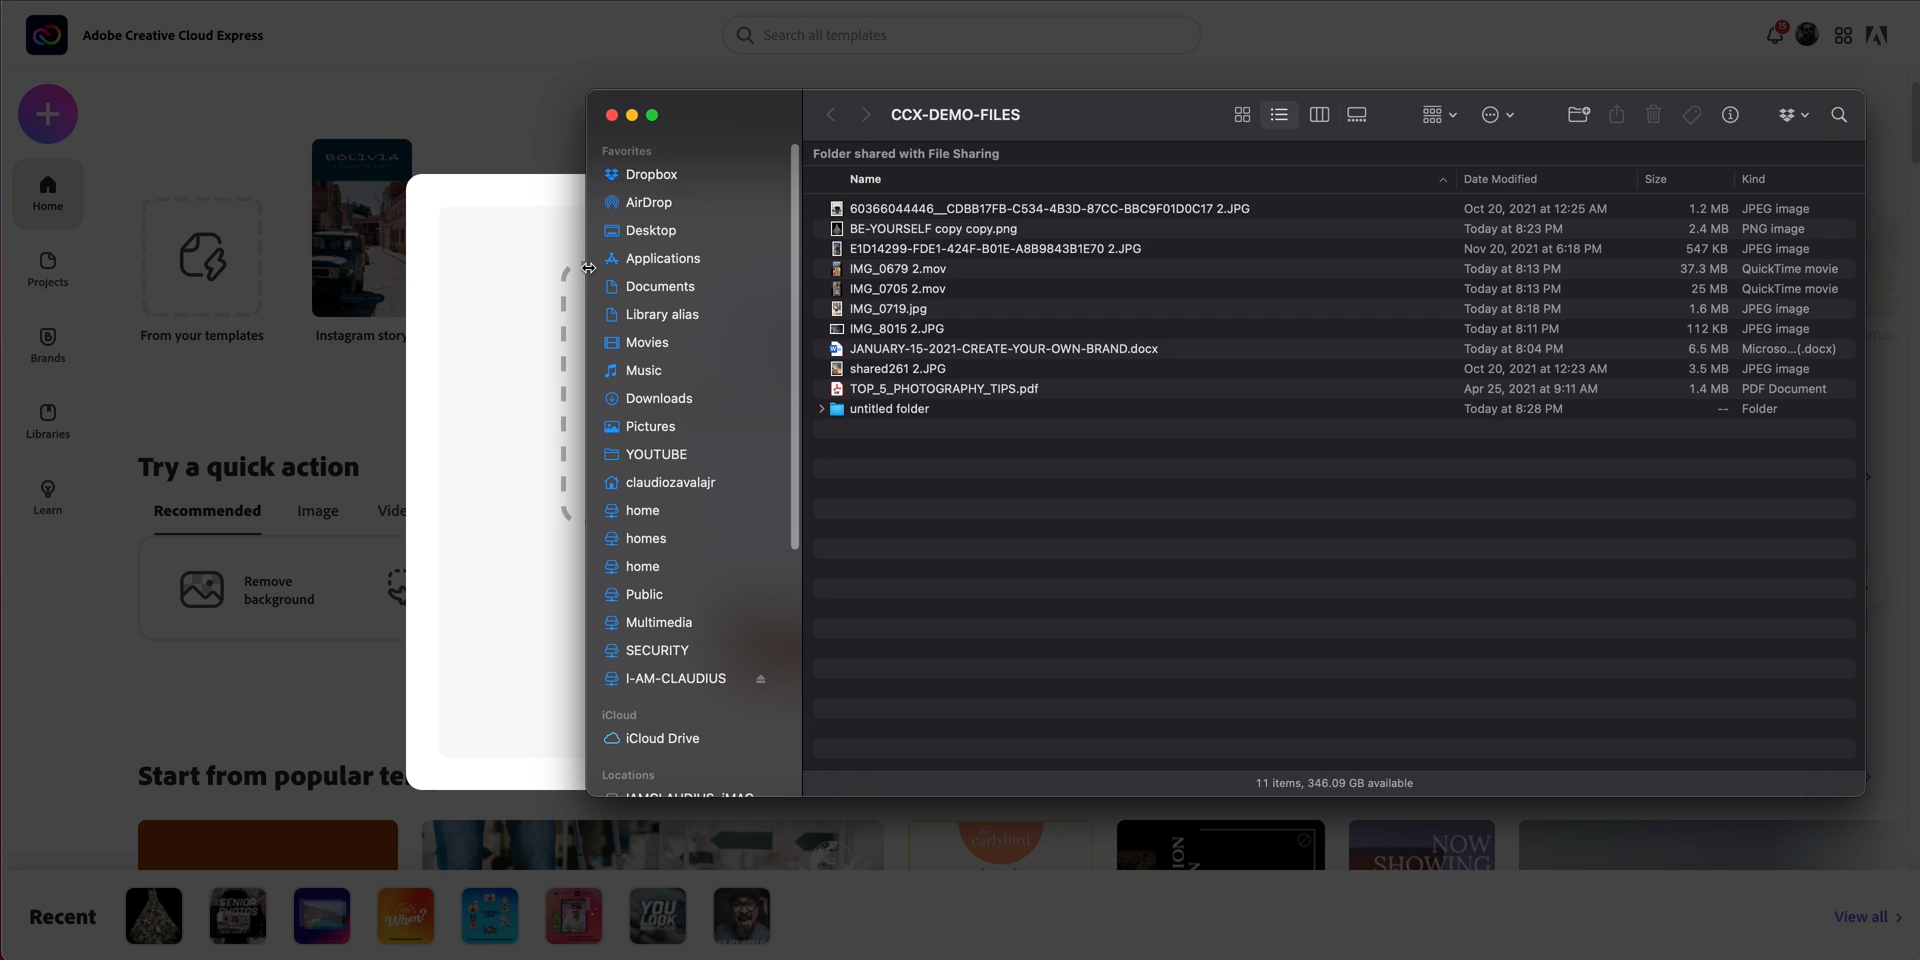 Adobe Creative Cloud Express
Search all templates
15
Home
Projects
Brands
Libraries
Learn
From your templates
BOLIVIA
Instagram story
Try a quick action
Recommended
Image
Remove
background
CCX-DEMO-FILES
Folder shared with File Sharing
Favorites
Dropbox
AirDrop
Desktop
Applications
Documents
Library alias
Movies
Music
Downloads
Pictures
YOUTUBE
claudiozavalajr
home
homes
home
Public
Multimedia
SECURITY
I-AM-CLAUDIUS
iCloud
iCloud Drive
Locations
Name Date Modified Size Kind
60366044446__CDBB17FB-C534-4B3D-87CC-BBC9F01D0C17 2.JPG Oct 20, 2021 at 12:25 AM 1.2 MB JPEG image
BE-YOURSELF copy copy.png Today at 8:23 PM 2.4 MB PNG image
E1D14299-FDE1-424F-B01E-A8B9843B1E70 2.JPG Nov 20, 2021 at 6:18 PM 547 KB JPEG image
IMG_0679 2.mov Today at 8:13 PM 37.3 MB QuickTime movie
IMG_0705 2.mov Today at 8:13 PM 25 MB QuickTime movie
IMG_0719.jpg Today at 8:18 PM 1.6 MB JPEG image
IMG_8015 2.JPG Today at 8:11 PM 112 KB JPEG image
JANUARY-15-2021-CREATE-YOUR-OWN-BRAND.docx Today at 8:04 PM 6.5 MB Microso...(.docx)
shared261 2.JPG Oct 20, 2021 at 12:23 AM 3.5 MB JPEG image
TOP_5_PHOTOGRAPHY_TIPS.pdf Apr 25, 2021 at 9:11 AM 1.4 MB PDF Document
untitled folder Today at 8:28 PM -- Folder
11 items, 346.09 GB available
Start from popular te
earlybird
NOW
SHOWING
Recent
SENIOR
PHOTOS
When?
YOU
LOOK
View all